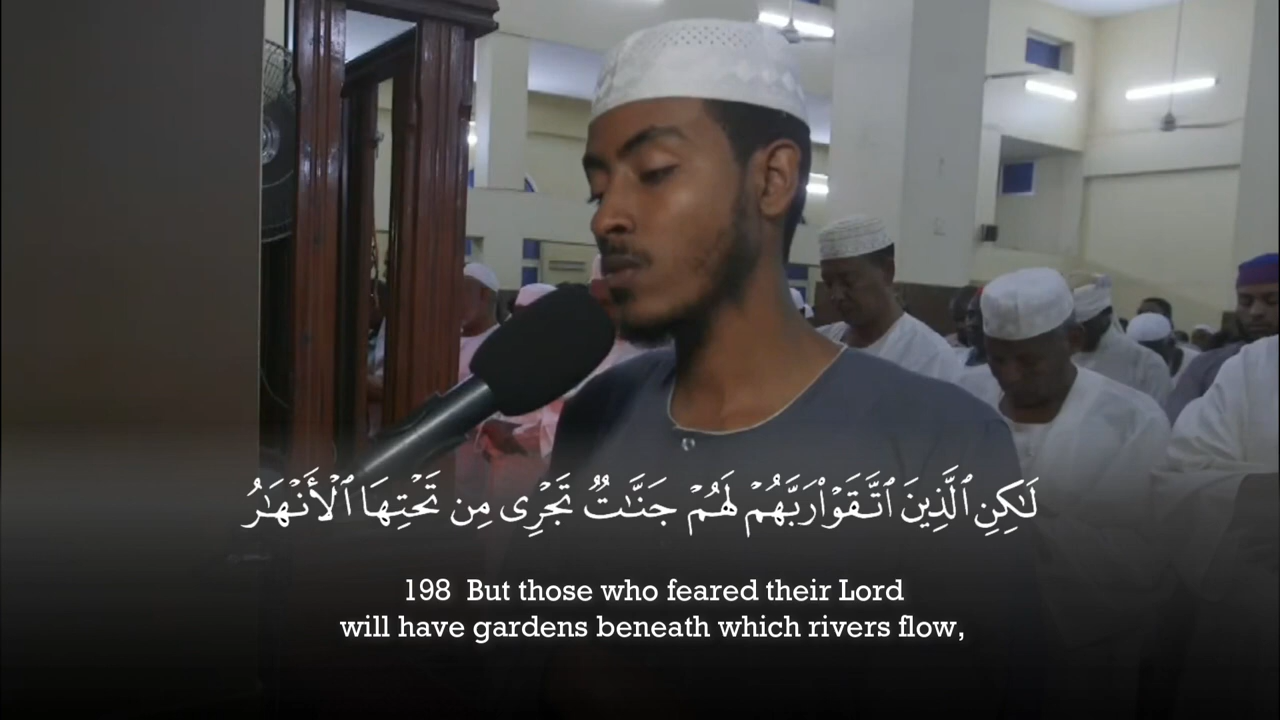 لَٰكِنِ ٱلَّذِينَ ٱتَّقَوْا۟ رَبَّهُمْ لَهُمْ جَنَّٰتٌ تَجْرِى مِن تَحْتِهَا ٱلْأَنْهَٰرُ
198 But those who feared their Lord
will have gardens beneath which rivers flow,